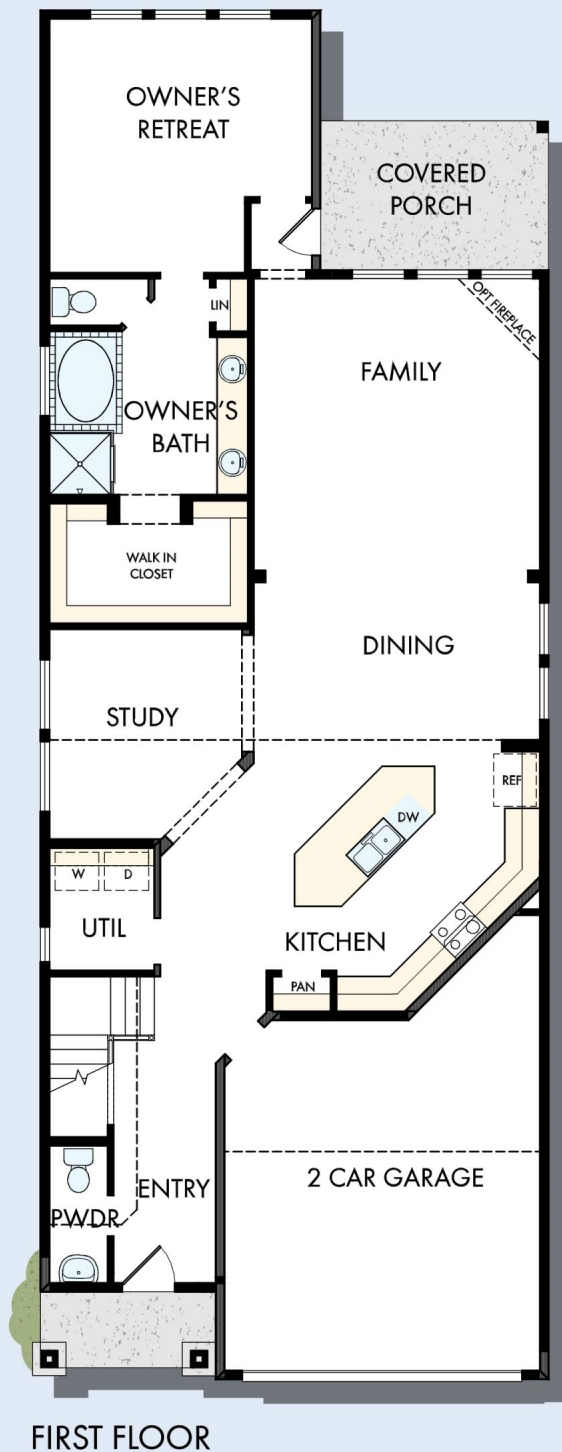 OWNER'S
RETREAT
COVERED
PORCH
LIN
OPT FIREPLACE
FAMILY
OWNER'S
BATH
WALK IN
CLOSET
DINING
STUDY
REF
DW
W
D
UTIL
KITCHEN
PAN
2 CAR GARAGE
ENTRY
PWDR
FIRST FLOOR